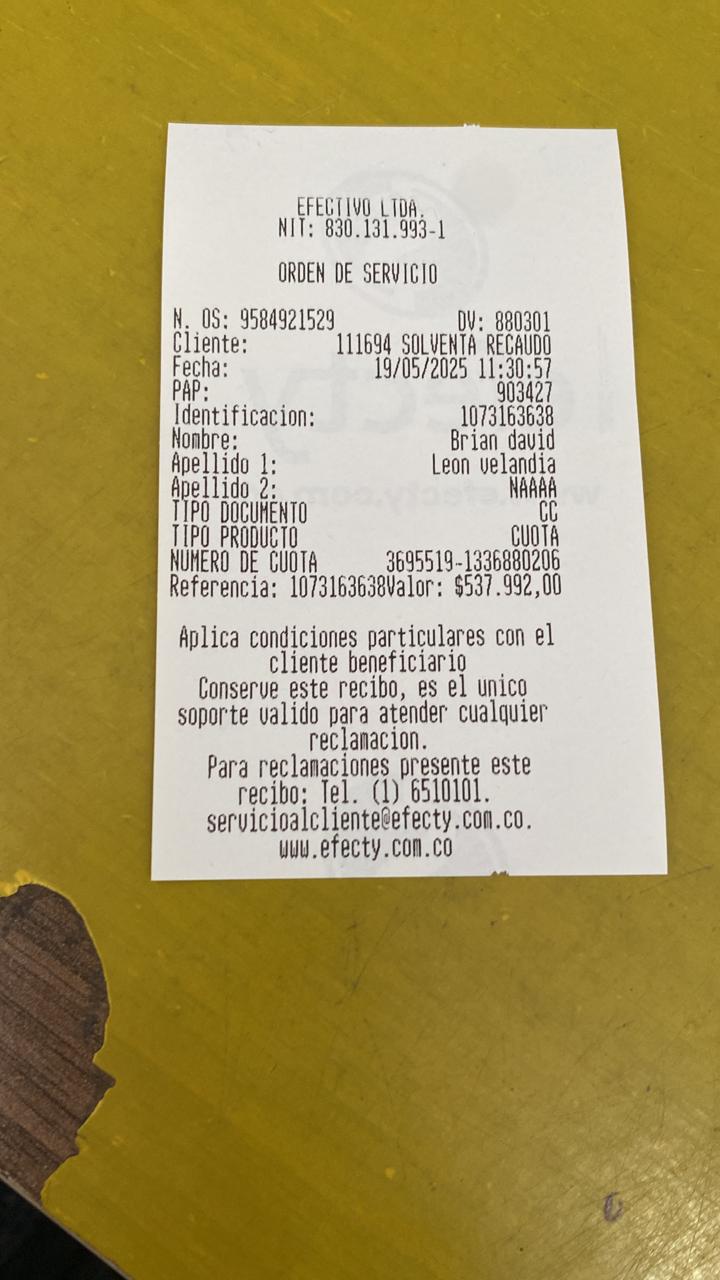 EFECTIVO LTDA.
NIT: 830.131.993-1
ORDEN DE SERVICIO
N. OS: 9584921529 DV: 880301
Cliente: 111694 SOLVENTA RECAUDO
Fecha: 19/05/2025 11:30:57
PAP: 903427
Identificacion: 1073163638
Nombre: Brian david
Apellido 1: Leon velandia
Apellido 2: NAAAA
TIPO DOCUMENTO CC
TIPO PRODUCTO CUOTA
NUMERO DE CUOTA 3695519-1336880206
Referencia: 1073163638Valor: $537.992,00
Aplica condiciones particulares con el
cliente beneficiario
Conserve este recibo, es el unico
soporte valido para atender cualquier
reclamacion.
Para reclamaciones presente este
recibo: Tel. (1) 6510101.
servicioalcliente@efecty.com.co.
www.efecty.com.co